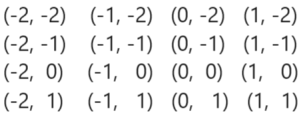 (-2, -2) (-1, -2) (0, -2) (1, -2)
(-2, -1) (-1, -1) (0, -1) (1, -1)
(-2, 0) (-1, 0) (0, 0) (1, 0)
(-2, 1) (-1, 1) (0, 1) (1, 1)